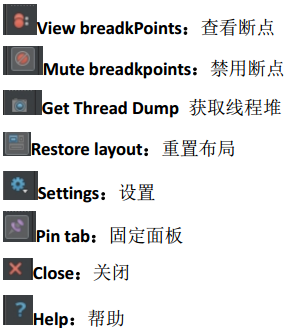 View breadkPoints：查看断点
Mute breadkpoints：禁用断点
Get Thread Dump 获取线程堆
Restore layout：重置布局
Settings：设置
Pin tab：固定面板
Close：关闭
Help：帮助